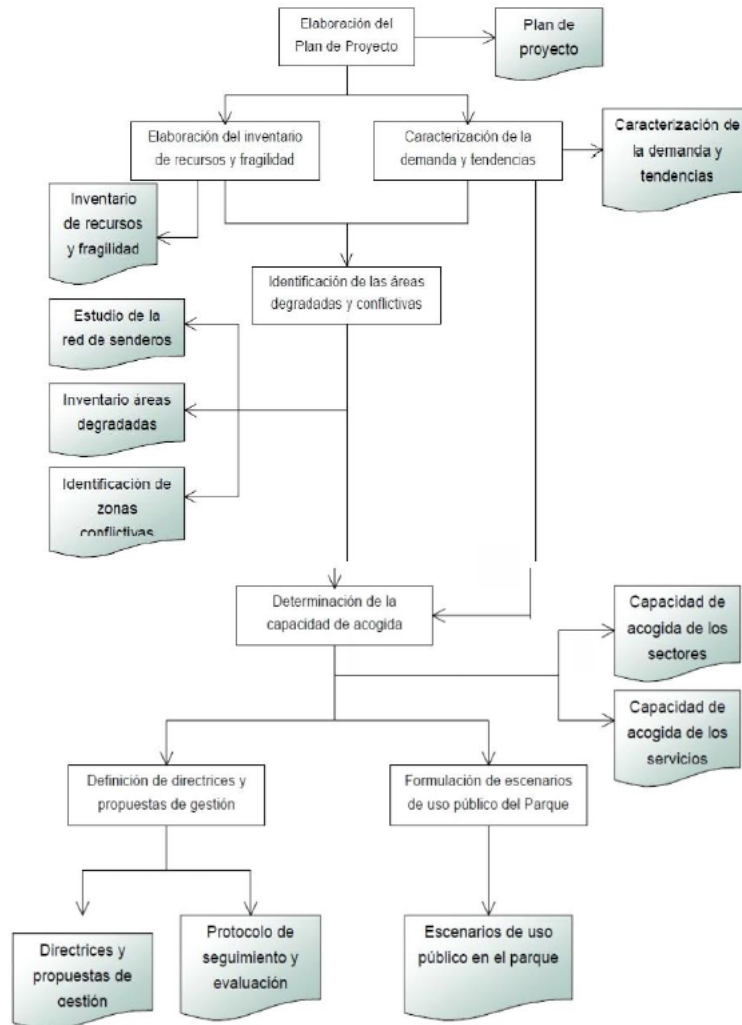 Elaboración del
Plan de Proyecto
Plan de
proyecto
Elaboración del inventario
de recursos y fragilidad
Caracterización de la
demanda y tendencias
Caracterización de
la demanda y
tendencias
Inventario
de recursos
y fragilidad
Identificación de las áreas
degradadas y conflictivas
Estudio de la
red de senderos
Inventario áreas
degradadas
Identificación de
zonas
conflictivas
Determinación de la
capacidad de acogida
Capacidad de
acogida de los
sectores
Capacidad de
acogida de los
servicios
Definición de directrices y
propuestas de gestión
Formulación de escenarios
de uso público del Parque
Directrices y
propuestas de
gestión
Protocolo de
seguimiento y
evaluación
Escenarios de uso
público en el parque